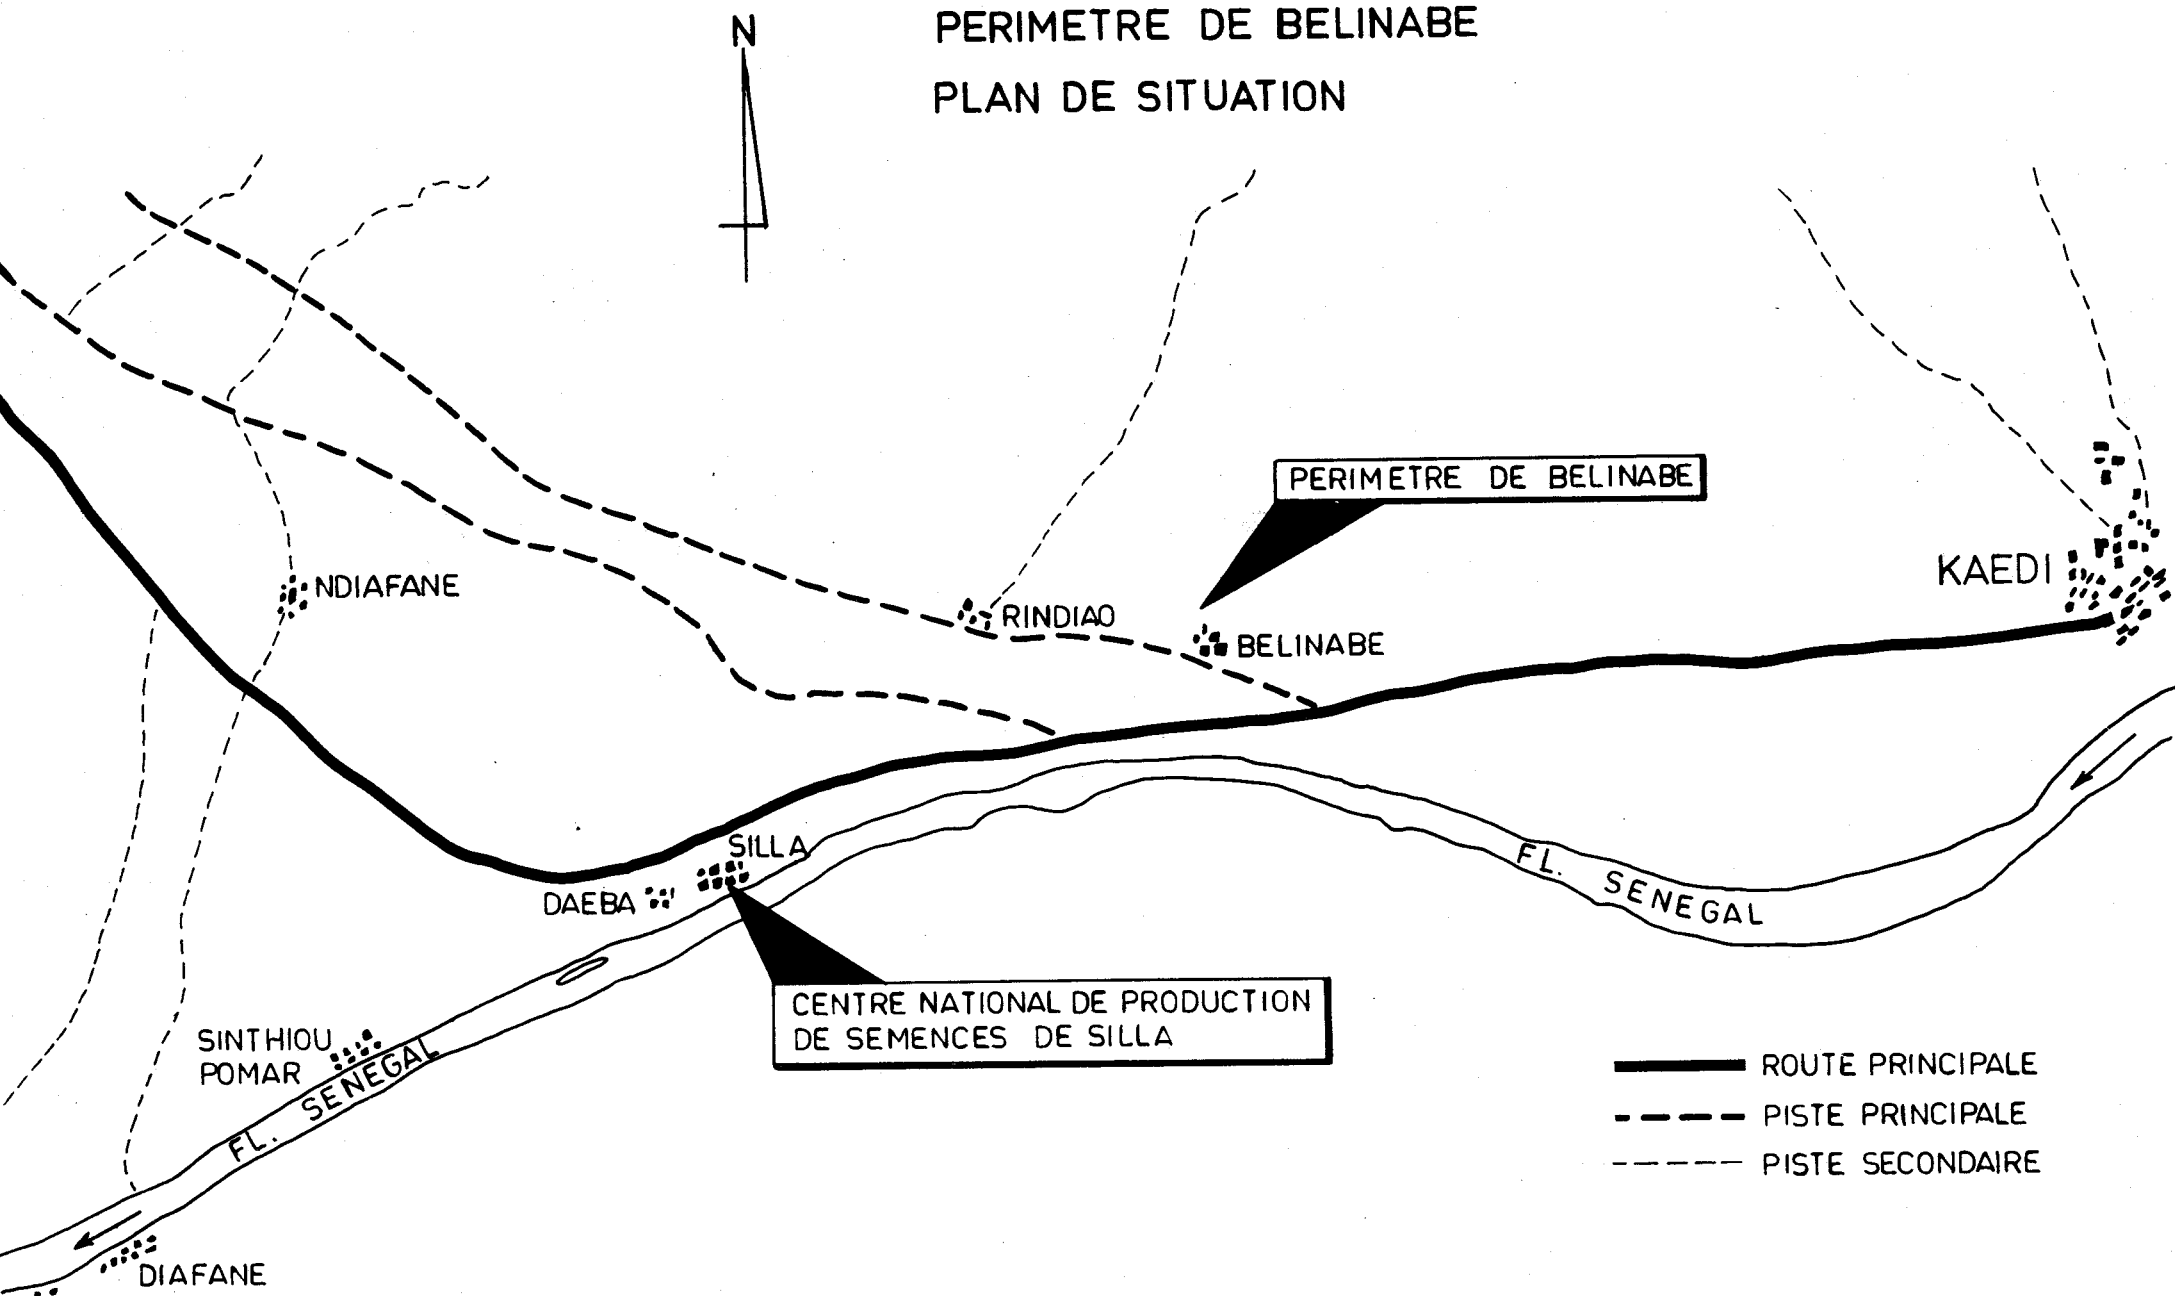 N
PERIMETRE DE BELINABE
PLAN DE SITUATION
PERIMETRE DE BELINABE
KAEDI
NDIAFANE
RINDIAO
BELINABE
SILLA
DAEBA
FL. SENEGAL
CENTRE NATIONAL DE PRODUCTION
DE SEMENCES DE SILLA
SINTHIOU
POMAR
FL. SENEGAL
ROUTE PRINCIPALE
PISTE PRINCIPALE
PISTE SECONDAIRE
DIAFANE